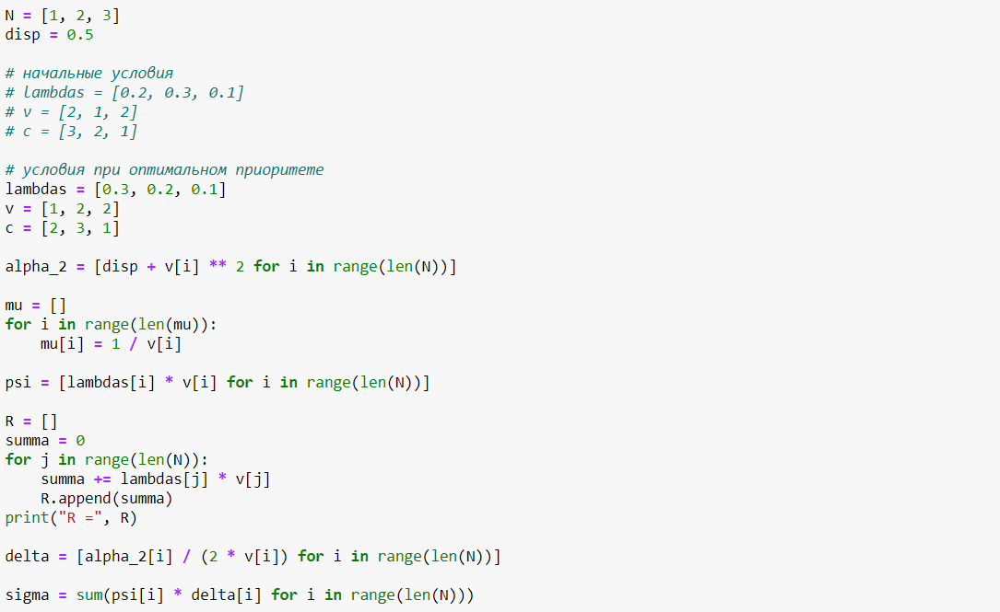 N = [1, 2, 3]
disp = 0.5
# начальные условия
# lambdas = [0.2, 0.3, 0.1]
# v = [2, 1, 2]
# c = [3, 2, 1]
# условия при оптимальном приоритете
lambdas = [0.3, 0.2, 0.1]
v = [1, 2, 2]
c = [2, 3, 1]
alpha_2 = [disp + v[i] ** 2 for i in range(len(N))]
mu = []
for i in range(len(mu)):
    mu[i] = 1 / v[i]
psi = [lambdas[i] * v[i] for i in range(len(N))]
R = []
summa = 0
for j in range(len(N)):
    summa += lambdas[j] * v[j]
    R.append(summa)
print("R =", R)
delta = [alpha_2[i] / (2 * v[i]) for i in range(len(N))]
sigma = sum(psi[i] * delta[i] for i in range(len(N)))